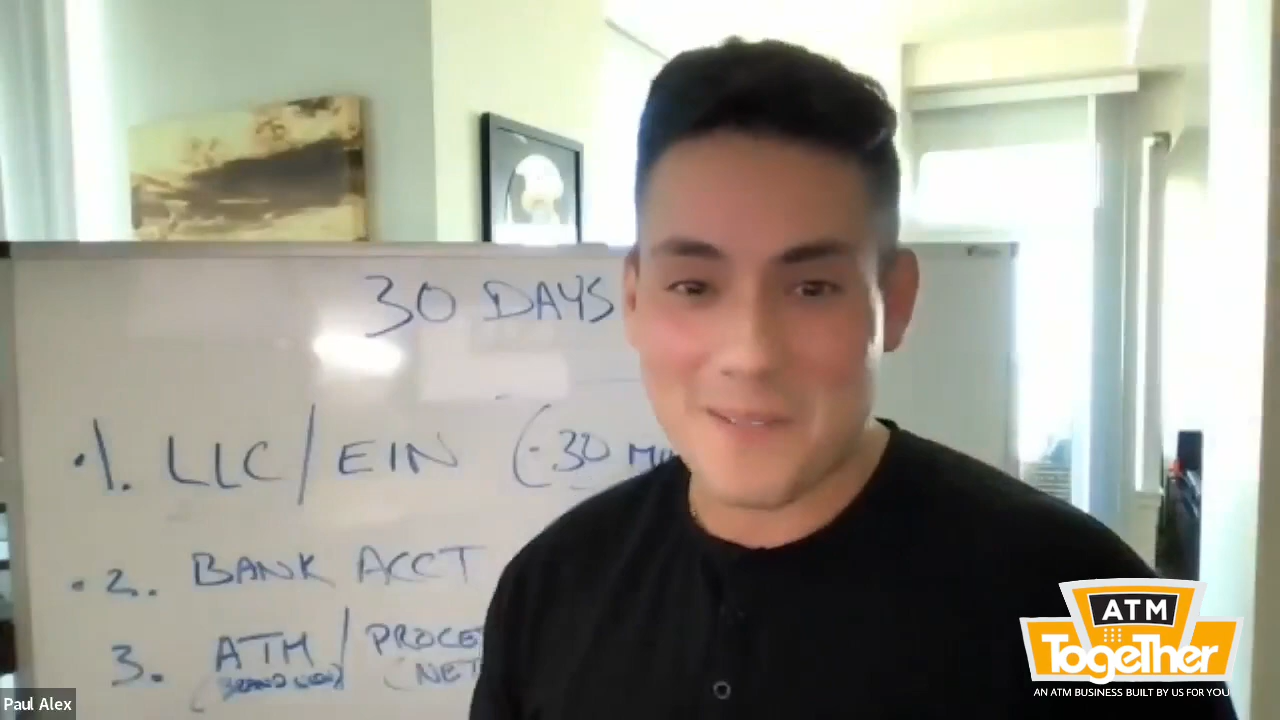 30 DAYS
1. LLC/EIN (-30 M
2. BANK ACCT
3. ATM / PROCE
NET
ATM
TogeTher
AN ATM BUSINESS BUILT BY US FOR YOU
Paul Alex